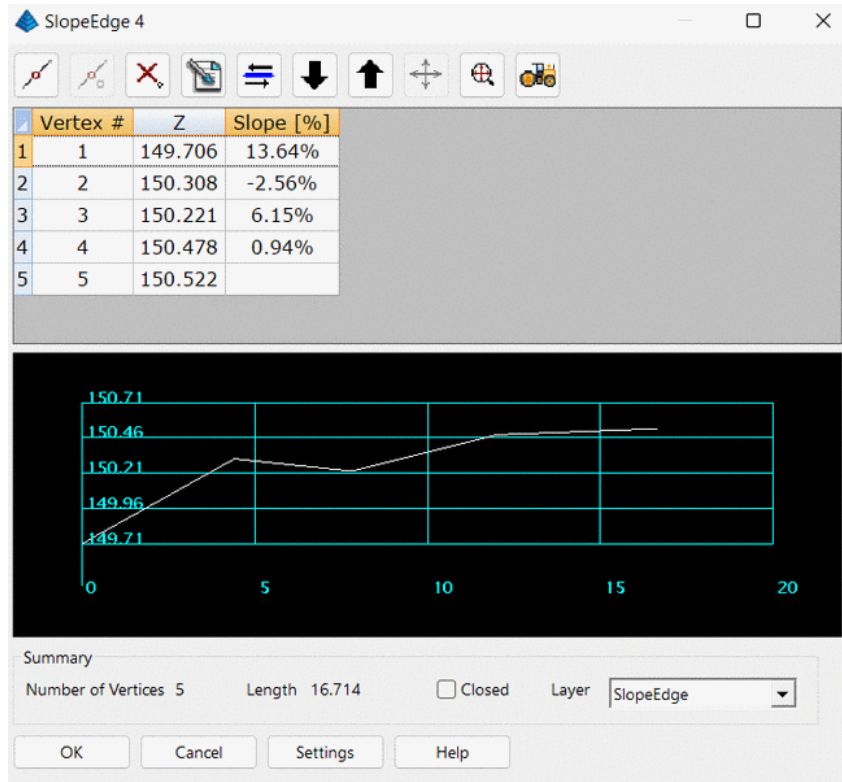 SlopeEdge 4
Vertex # Z Slope [%]
1 1 149.706 13.64%
2 2 150.308 -2.56%
3 3 150.221 6.15%
4 4 150.478 0.94%
5 5 150.522
150.71
150.46
150.21
149.96
149.71
0 5 10 15 20
Summary
Number of Vertices 5 Length 16.714 Closed Layer SlopeEdge
OK Cancel Settings Help